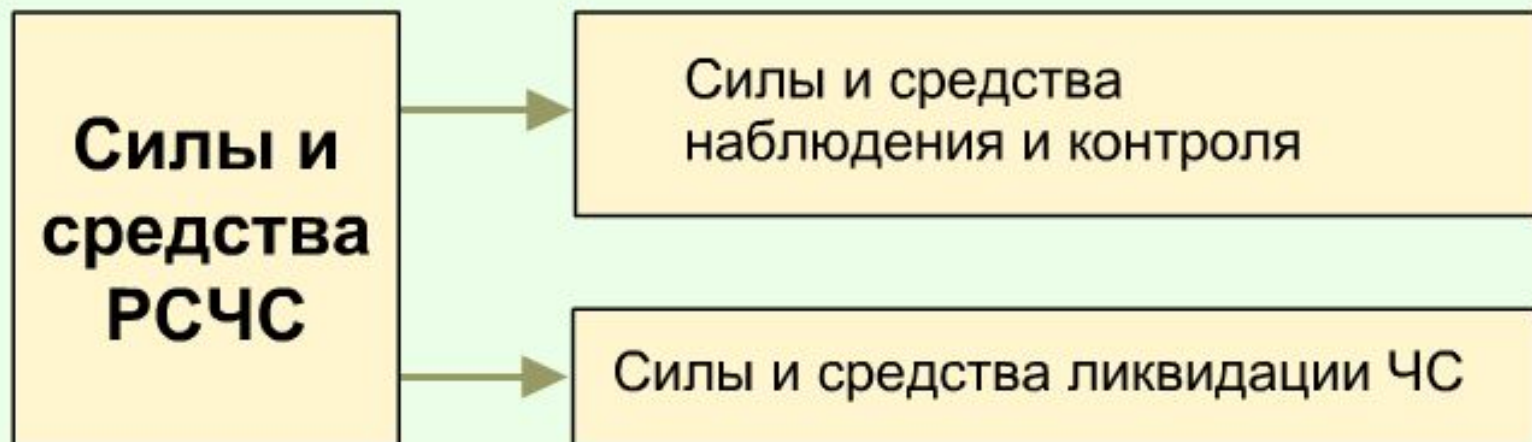 Силы и
средства
РСЧС
Силы и средства
наблюдения и контроля
Силы и средства ликвидации ЧС